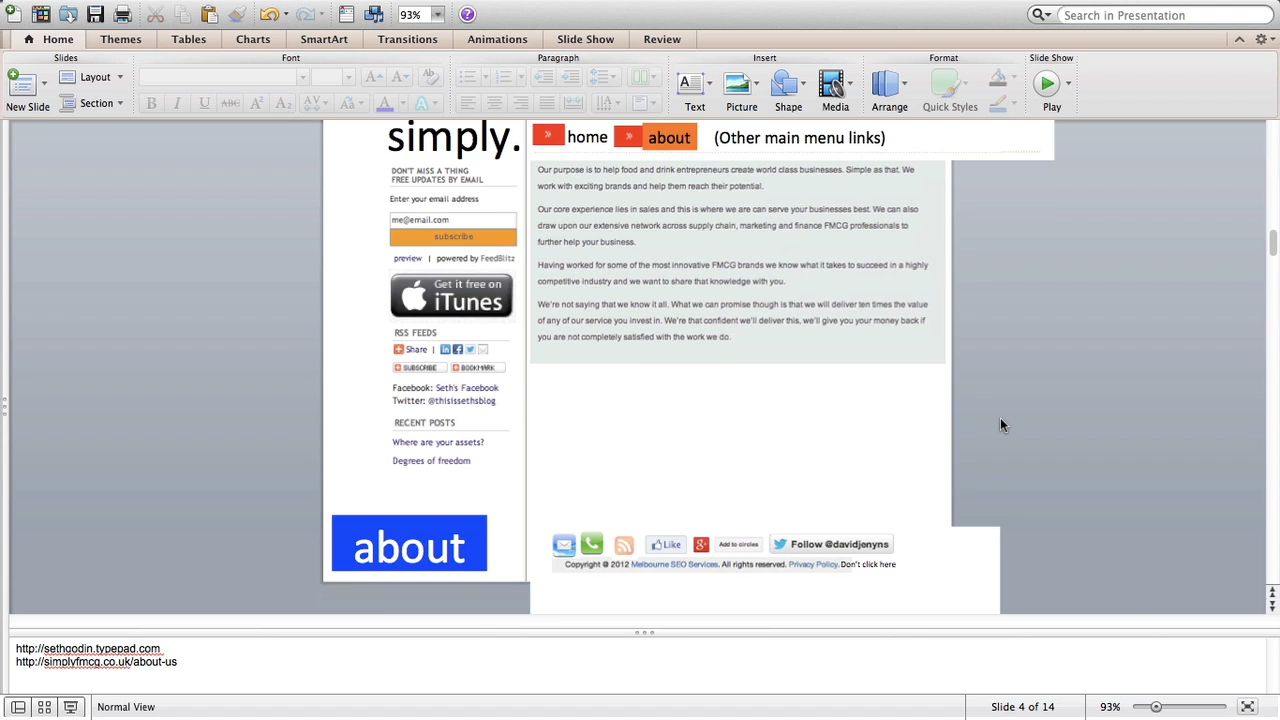 93%
Search in Presentation
Home
Themes
Tables
Charts
SmartArt
Transitions
Animations
Slide Show
Review
Slides
Font
Paragraph
Insert
Format
Slide Show
New Slide
Layout
Section
Text
Picture
Shape
Media
Arrange
Quick Styles
Play
simply.
» home » about (Other main menu links)
DON'T MISS A THING
FREE UPDATES BY EMAIL
Enter your email address
me@email.com
subscribe
preview | powered by FeedBlitz
Get it free on
iTunes
RSS FEEDS
Share |
SUBSCRIBE BOOKMARK
Facebook: Seth's Facebook
Twitter: @thisissethsblog
RECENT POSTS
Where are your assets?
Degrees of freedom
about
Our purpose is to help food and drink entrepreneurs create world class businesses. Simple as that. We
work with exciting brands and help them reach their potential.
Our core experience lies in sales and this is where we are can serve your businesses best. We can also
draw upon our extensive network across supply chain, marketing and finance FMCG professionals to
further help your business.
Having worked for some of the most innovative FMCG brands we know what it takes to succeed in a highly
competitive industry and we want to share that knowledge with you.
We're not saying that we know it all. What we can promise though is that we will deliver ten times the value
of any of our service you invest in. We're that confident we'll deliver this, we'll give you your money back if
you are not completely satisfied with the work we do.
Like
Add to circles
Follow @davidjenyns
Copyright @ 2012 Melbourne SEO Services. All rights reserved. Privacy Policy. Don't click here
http://sethgodin.typepad.com
http://simplyfmcg.co.uk/about-us
Normal View
Slide 4 of 14
93%